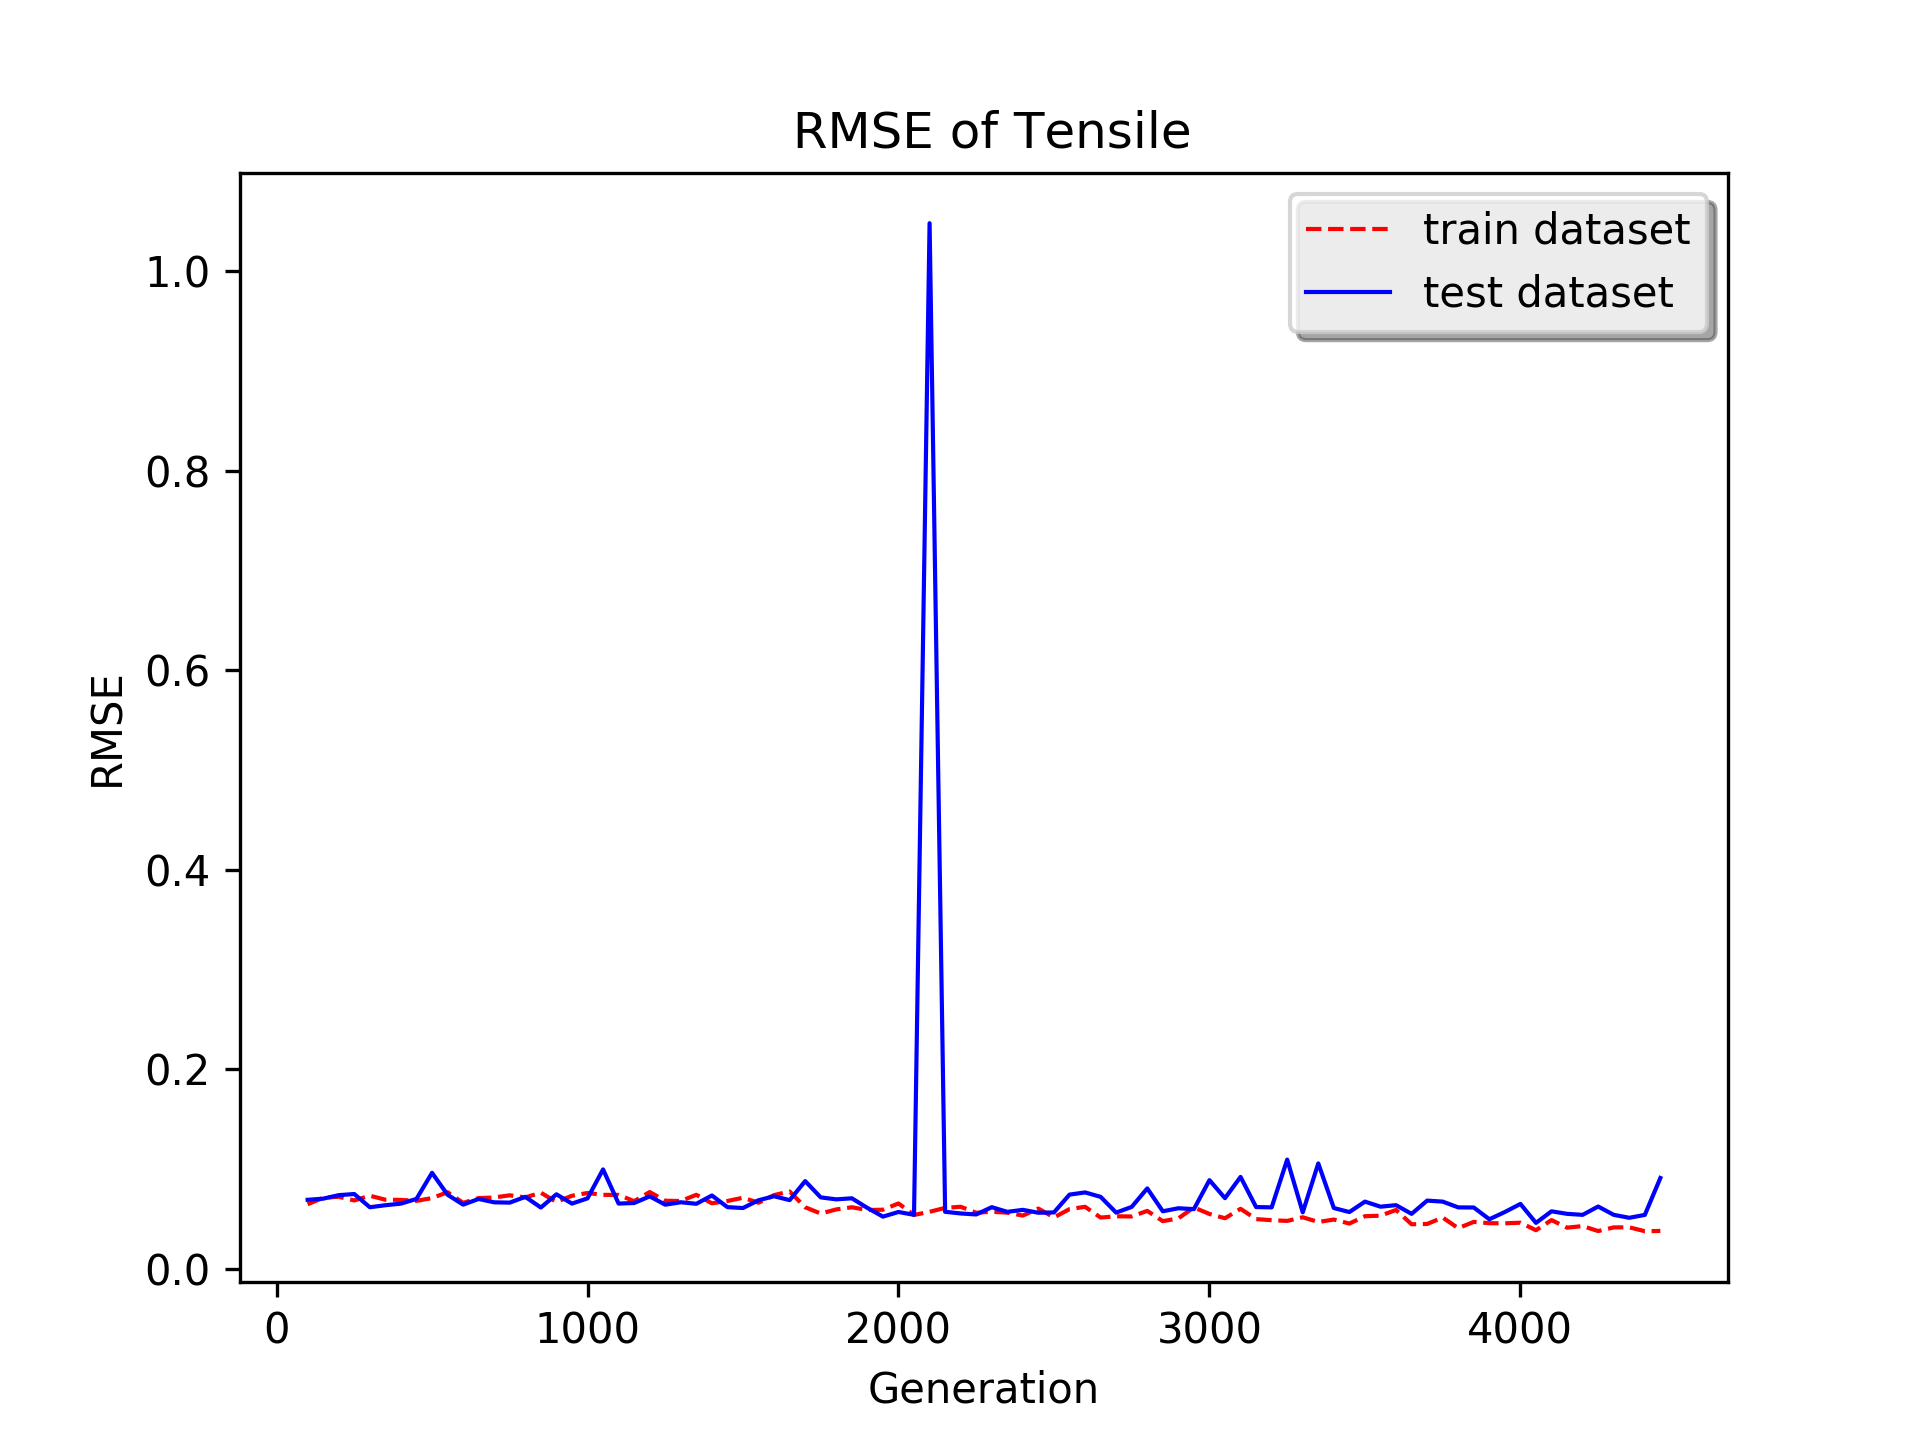 RMSE of Tensile
train dataset
test dataset
1.0
0.8
0.6
0.4
0.2
0.0
RMSE
0 1000 2000 3000 4000
Generation